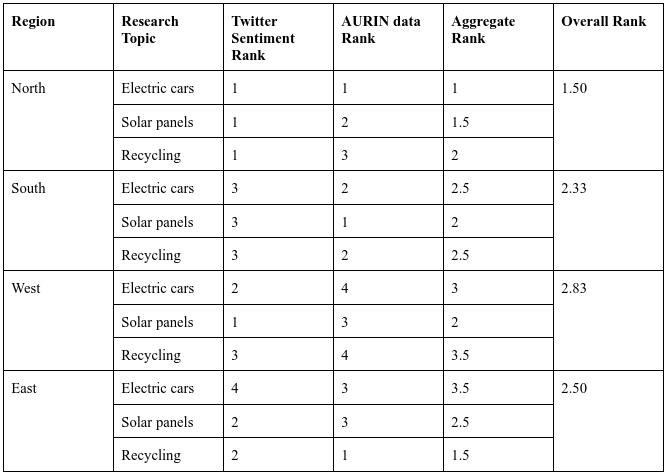 Region Research Topic Twitter Sentiment Rank AURIN data Rank Aggregate Rank Overall Rank
North Electric cars 1 1 1 1.50
Solar panels 1 2 1.5
Recycling 1 3 2
South Electric cars 3 2 2.5 2.33
Solar panels 3 1 2
Recycling 3 2 2.5
West Electric cars 2 4 3 2.83
Solar panels 1 3 2
Recycling 3 4 3.5
East Electric cars 4 3 3.5 2.50
Solar panels 2 3 2.5
Recycling 2 1 1.5